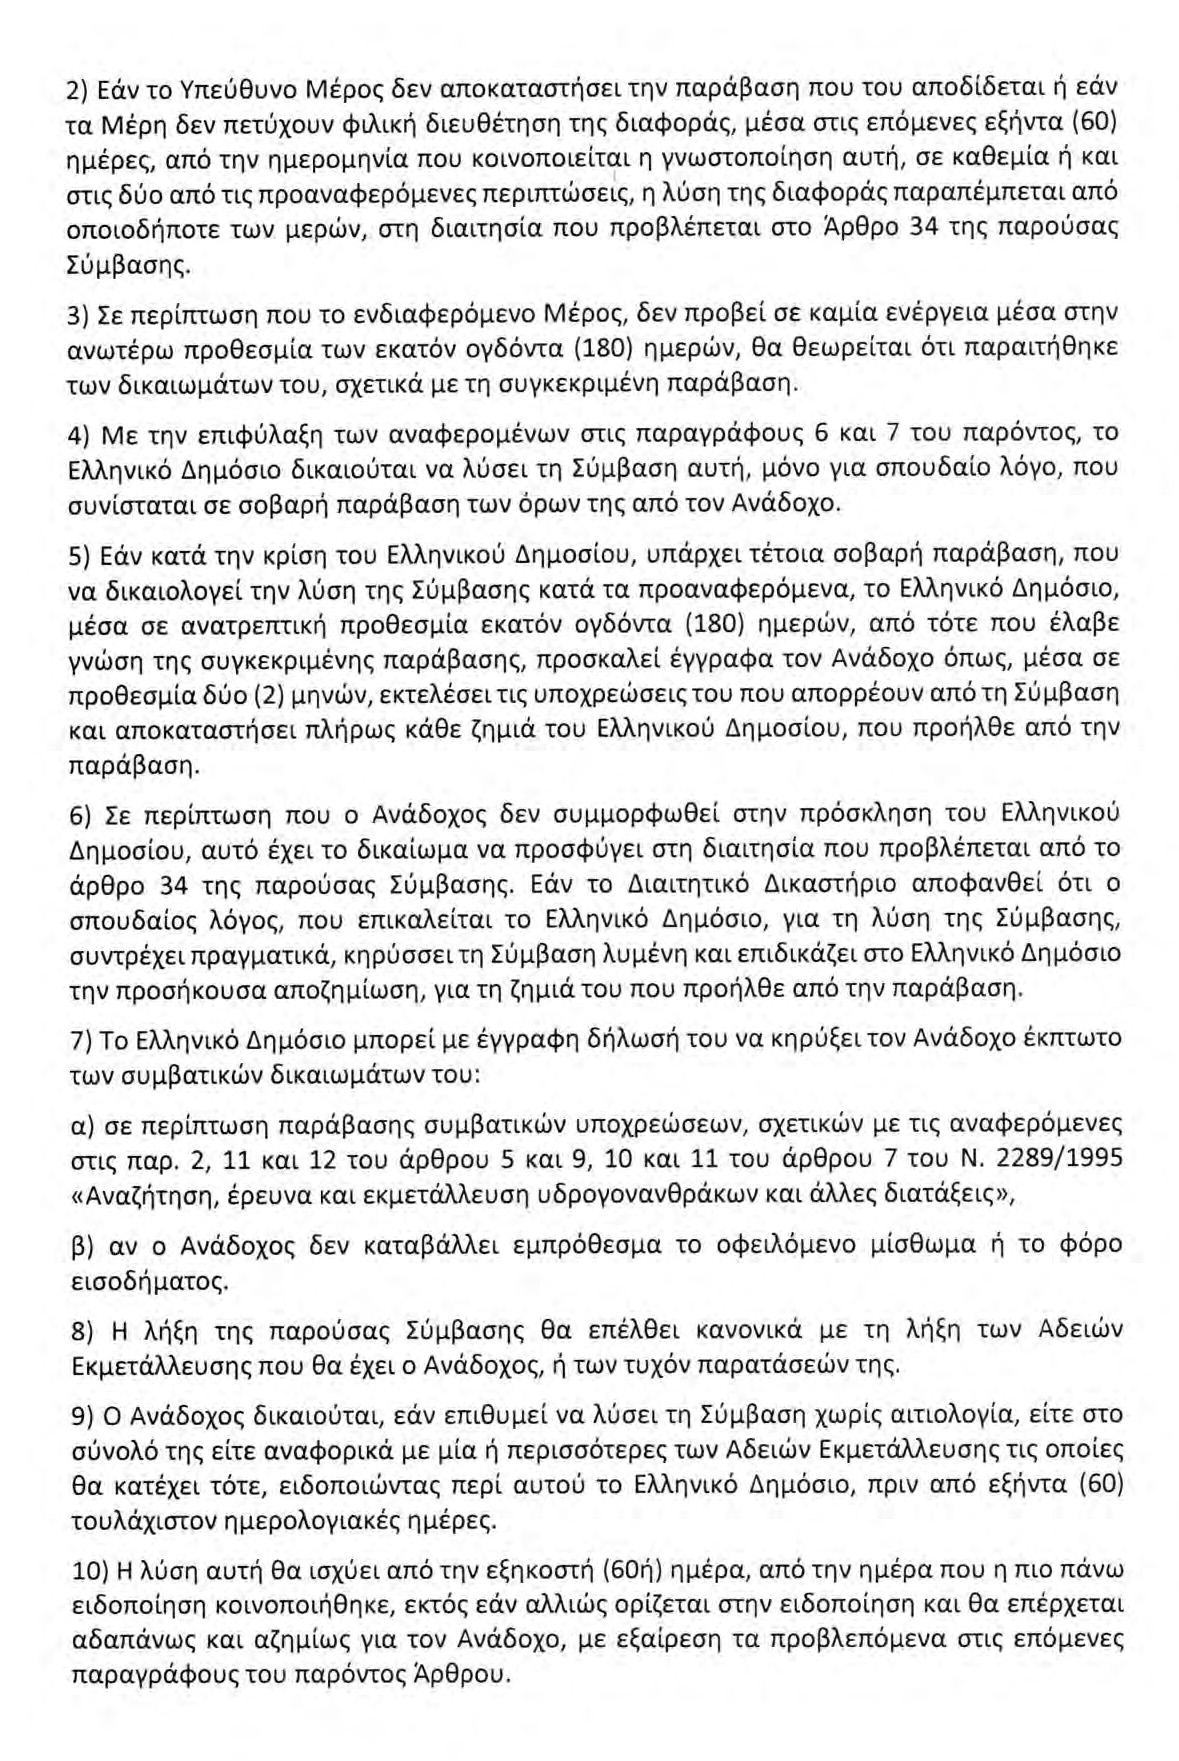 2) Εάν το Υπεύθυνο Μέρος δεν αποκαταστήσει την παράβαση που του αποδίδεται ή εάν
τα Μέρη δεν πετύχουν φιλική διευθέτηση της διαφοράς, μέσα στις επόμενες εξήντα (60)
ημέρες, από την ημερομηνία που κοινοποιείται η γνωστοποίηση αυτή, σε καθεμία ή και
στις δύο από τις προαναφερόμενες περιπτώσεις, η λύση της διαφοράς παραπέμπεται από
οποιοδήποτε των μερών, στη διαιτησία που προβλέπεται στο Άρθρο 34 της παρούσας
Σύμβασης.
3) Σε περίπτωση που το ενδιαφερόμενο Μέρος, δεν προβεί σε καμία ενέργεια μέσα στην
ανωτέρω προθεσμία των εκατόν ογδόντα (180) ημερών, θα θεωρείται ότι παραιτήθηκε
των δικαιωμάτων του, σχετικά με τη συγκεκριμένη παράβαση.
4) Με την επιφύλαξη των αναφερομένων στις παραγράφους 6 και 7 του παρόντος, το
Ελληνικό Δημόσιο δικαιούται να λύσει τη Σύμβαση αυτή, μόνο για σπουδαίο λόγο, που
συνίσταται σε σοβαρή παράβαση των όρων της από τον Ανάδοχο.
5) Εάν κατά την κρίση του Ελληνικού Δημοσίου, υπάρχει τέτοια σοβαρή παράβαση, που
να δικαιολογεί την λύση της Σύμβασης κατά τα προαναφερόμενα, το Ελληνικό Δημόσιο,
μέσα σε ανατρεπτική προθεσμία εκατόν ογδόντα (180) ημερών, από τότε που έλαβε
γνώση της συγκεκριμένης παράβασης, προσκαλεί έγγραφα τον Ανάδοχο όπως, μέσα σε
προθεσμία δύο (2) μηνών, εκτελέσει τις υποχρεώσεις του που απορρέουν από τη Σύμβαση
και αποκαταστήσει πλήρως κάθε ζημιά του Ελληνικού Δημοσίου, που προήλθε από την
παράβαση.
6) Σε περίπτωση που ο Ανάδοχος δεν συμμορφωθεί στην πρόσκληση του Ελληνικού
Δημοσίου, αυτό έχει το δικαίωμα να προσφύγει στη διαιτησία που προβλέπεται από το
άρθρο 34 της παρούσας Σύμβασης. Εάν το Διαιτητικό Δικαστήριο αποφανθεί ότι ο
σπουδαίος λόγος, που επικαλείται το Ελληνικό Δημόσιο, για τη λύση της Σύμβασης,
συντρέχει πραγματικά, κηρύσσει τη Σύμβαση λυμένη και επιδικάζει στο Ελληνικό Δημόσιο
την προσήκουσα αποζημίωση, για τη ζημιά του που προήλθε από την παράβαση.
7) Το Ελληνικό Δημόσιο μπορεί με έγγραφη δήλωσή του να κηρύξει τον Ανάδοχο έκπτωτο
των συμβατικών δικαιωμάτων του:
α) σε περίπτωση παράβασης συμβατικών υποχρεώσεων, σχετικών με τις αναφερόμενες
στις παρ. 2, 11 και 12 του άρθρου 5 και 9, 10 και 11 του άρθρου 7 του Ν. 2289/1995
«Αναζήτηση, έρευνα και εκμετάλλευση υδρογονανθράκων και άλλες διατάξεις»,
β) αν ο Ανάδοχος δεν καταβάλλει εμπρόθεσμα το οφειλόμενο μίσθωμα ή το φόρο
εισοδήματος.
8) Η λήξη της παρούσας Σύμβασης θα επέλθει κανονικά με τη λήξη των Αδειών
Εκμετάλλευσης που θα έχει ο Ανάδοχος, ή των τυχόν παρατάσεών της.
9) Ο Ανάδοχος δικαιούται, εάν επιθυμεί να λύσει τη Σύμβαση χωρίς αιτιολογία, είτε στο
σύνολό της είτε αναφορικά με μία ή περισσότερες των Αδειών Εκμετάλλευσης τις οποίες
θα κατέχει τότε, ειδοποιώντας περί αυτού το Ελληνικό Δημόσιο, πριν από εξήντα (60)
τουλάχιστον ημερολογιακές ημέρες.
10) Η λύση αυτή θα ισχύει από την εξηκοστή (60ή) ημέρα, από την ημέρα που η πιο πάνω
ειδοποίηση κοινοποιήθηκε, εκτός εάν αλλιώς ορίζεται στην ειδοποίηση και θα επέρχεται
αδαπάνως και αζημίως για τον Ανάδοχο, με εξαίρεση τα προβλεπόμενα στις επόμενες
παραγράφους του παρόντος Άρθρου.